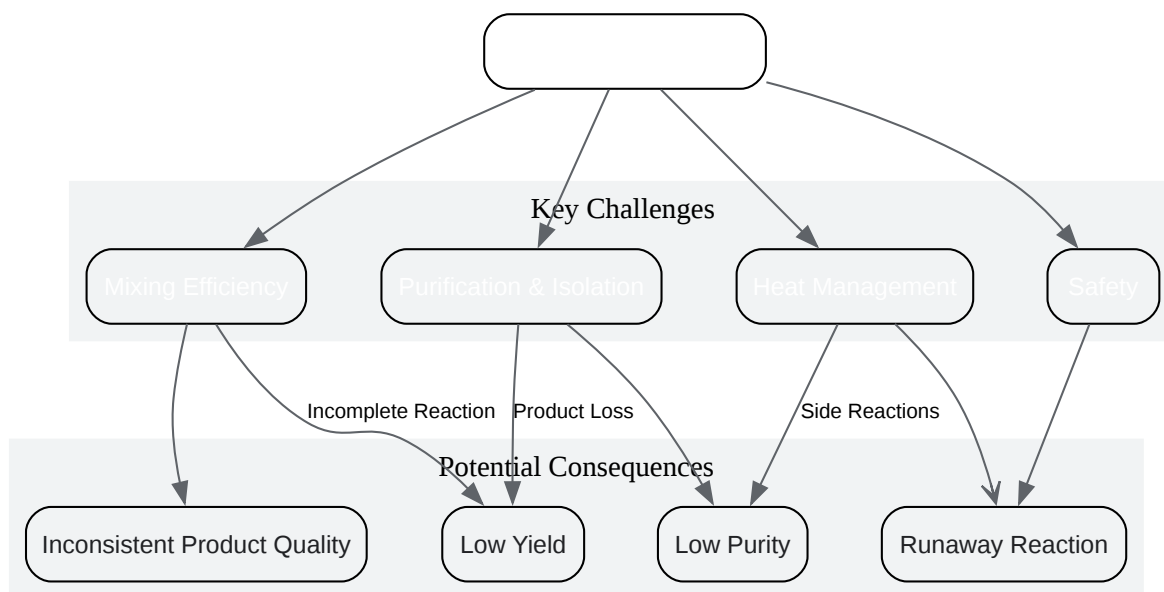 Key Challenges
Mixing Efficiency
Purification & Isolation
Heat Management
Safety
Incomplete Reaction
Product Loss
Side Reactions
Potential Consequences
Inconsistent Product Quality
Low Yield
Low Purity
Runaway Reaction